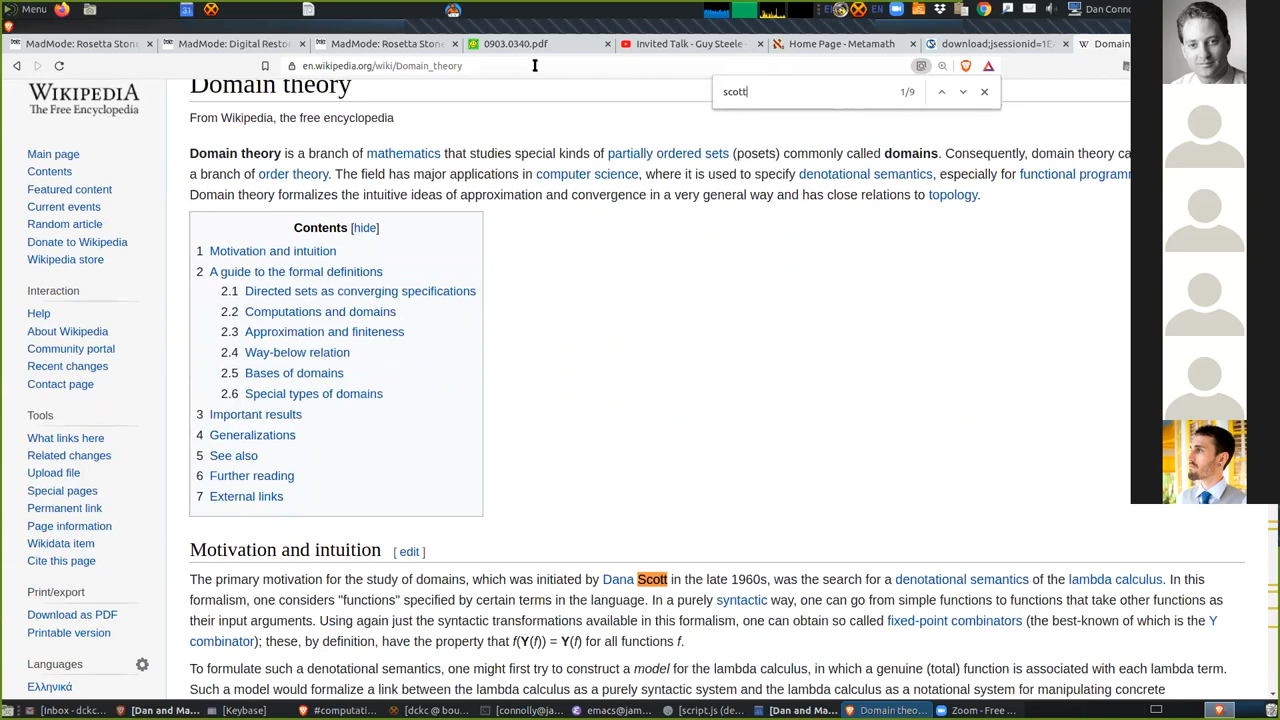 Menu
31
EN
EN
Dan Conno
MadMode: Rosetta Ston
MadMode: Digital Restor
MadMode: Rosetta Stone
0903.0340.pdf
Invited Talk - Guy Steele -
Home Page - Metamath
download;jsessionid=1E
Domain
en.wikipedia.org/wiki/Domain_theory
scott
1/9
WIKIPEDIA
The Free Encyclopedia
Main page
Contents
Featured content
Current events
Random article
Donate to Wikipedia
Wikipedia store
Interaction
Help
About Wikipedia
Community portal
Recent changes
Contact page
Tools
What links here
Related changes
Upload file
Special pages
Permanent link
Page information
Wikidata item
Cite this page
Print/export
Download as PDF
Printable version
Languages
Ελληνικά
Domain theory
From Wikipedia, the free encyclopedia
Domain theory is a branch of mathematics that studies special kinds of partially ordered sets (posets) commonly called domains. Consequently, domain theory ca
a branch of order theory. The field has major applications in computer science, where it is used to specify denotational semantics, especially for functional programm
Domain theory formalizes the intuitive ideas of approximation and convergence in a very general way and has close relations to topology.
Contents [hide]
1 Motivation and intuition
2 A guide to the formal definitions
2.1 Directed sets as converging specifications
2.2 Computations and domains
2.3 Approximation and finiteness
2.4 Way-below relation
2.5 Bases of domains
2.6 Special types of domains
3 Important results
4 Generalizations
5 See also
6 Further reading
7 External links
Motivation and intuition [ edit ]
The primary motivation for the study of domains, which was initiated by Dana Scott in the late 1960s, was the search for a denotational semantics of the lambda calculus. In this
formalism, one considers "functions" specified by certain terms in the language. In a purely syntactic way, one can go from simple functions to functions that take other functions as
their input arguments. Using again just the syntactic transformations available in this formalism, one can obtain so called fixed-point combinators (the best-known of which is the Y
combinator); these, by definition, have the property that f(Y(f)) = Y(f) for all functions f.
To formulate such a denotational semantics, one might first try to construct a model for the lambda calculus, in which a genuine (total) function is associated with each lambda term.
Such a model would formalize a link between the lambda calculus as a purely syntactic system and the lambda calculus as a notational system for manipulating concrete
[Inbox - dckc...
[Dan and Ma...
[Keybase]
#computati...
[dckc @ bou...
[connolly@ja...
emacs@jam...
[script.js (de...
[Dan and Ma...
Domain theo...
Zoom - Free ...